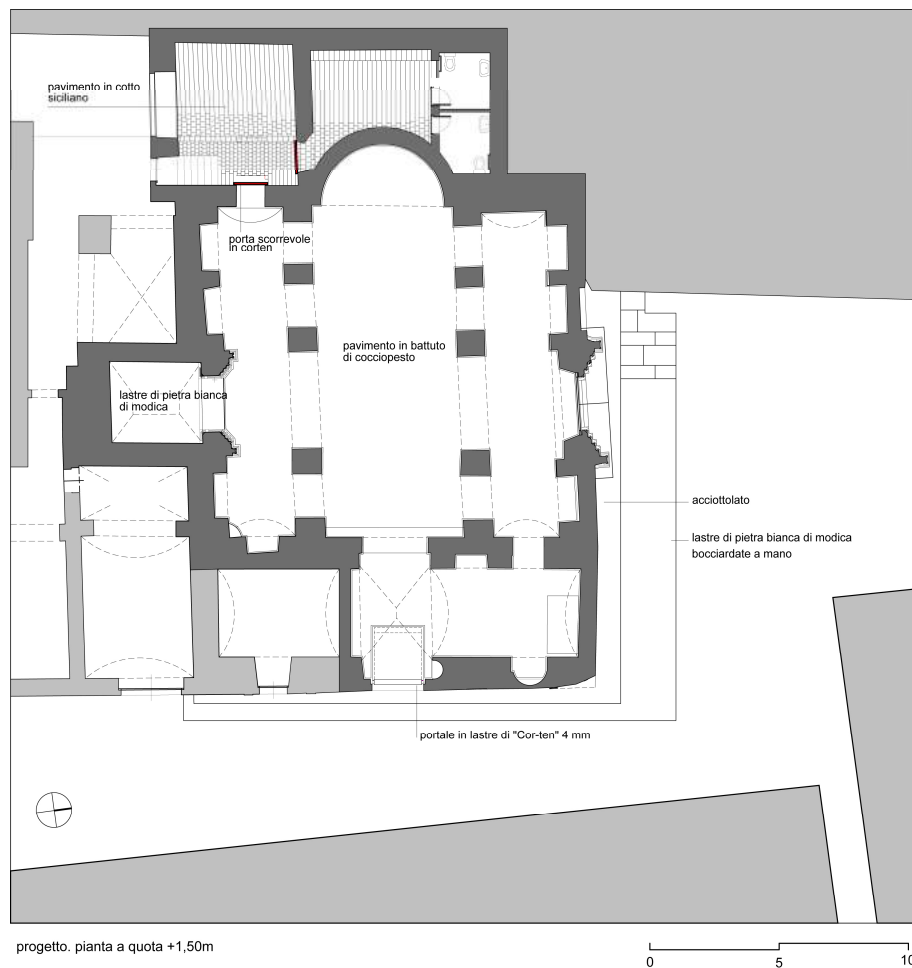 pavimento in cotto
siciliano
porta scorrevole
in corten
pavimento in battuto
di cocciopesto
lastre di pietra bianca
di modica
acciottolato
lastre di pietra bianca di modica
bocciardate a mano
portale in lastre di "Cor-ten" 4 mm
progetto. pianta a quota +1,50m
0 5 10